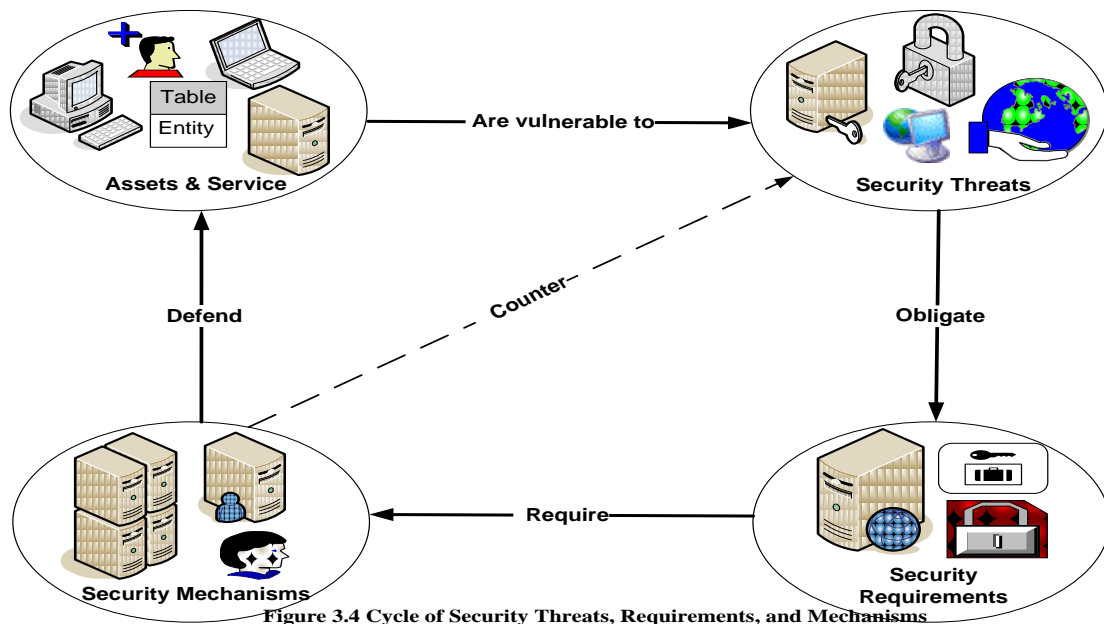 Table
Entity
Assets & Service
Are vulnerable to
Security Threats
Counter
Defend
Obligate
Security Mechanisms
Require
Security
Requirements
Figure 3.4 Cycle of Security Threats, Requirements, and Mechanisms